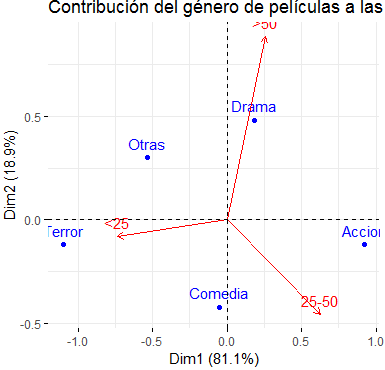 Contribución del género de películas a las
>50
Drama
0.5
Otras
Dim2 (18.9%)
<25
0.0
Terror
Accion
Comedia
25-50
-0.5
-1.0 -0.5 0.0 0.5 1.0
Dim1 (81.1%)